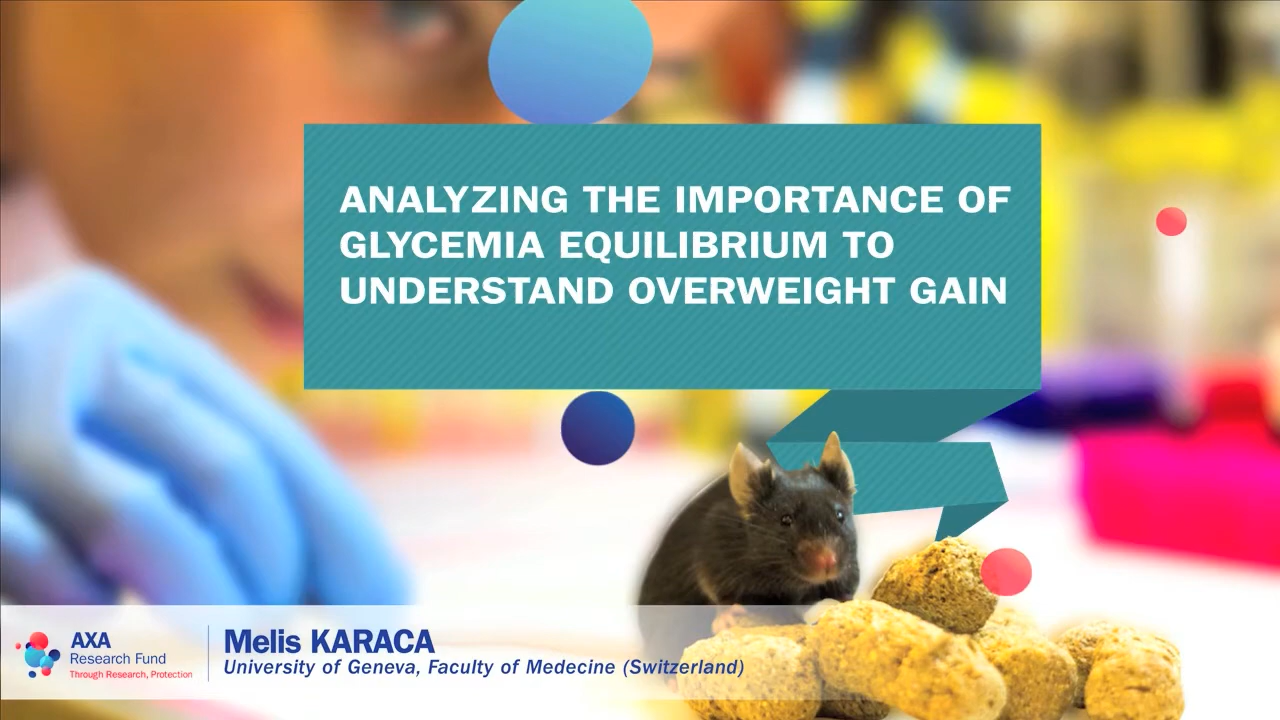 ANALYZING THE IMPORTANCE OF
GLYCEMIA EQUILIBRIUM TO
UNDERSTAND OVERWEIGHT GAIN
AXA
Research Fund
Through Research, Protection
Melis KARACA
University of Geneva, Faculty of Medecine (Switzerland)